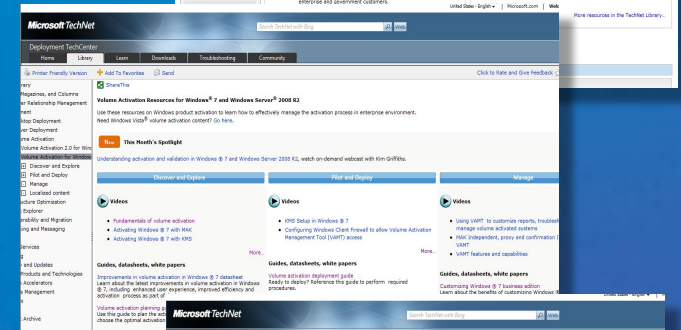 enterprise and government customers.
United States - English | Microsoft.com | Welc
More resources in the TechNet Library...
Microsoft TechNet
Search TechNet with Bing
Web
Deployment TechCenter
Home Library Learn Downloads Troubleshooting Community
Printer Friendly Version Add To Favorites Send
Click to Rate and Give Feedback
ShareThis
Volume Activation Resources for Windows® 7 and Windows Server® 2008 R2
Use these resources on Windows product activation to learn how to effectively manage the activation process in enterprise environment.
Need Windows Vista® volume activation content? Go here.
New This Month's Spotlight
Understanding activation and validation in Windows ® 7 and Windows Server 2008 R2, watch on-demand webcast with Kim Griffiths.
rary
Magazines, and Columns
er Relationship Management
ment
sktop Deployment
ver Deployment
me Activation
Volume Activation 2.0 for Wind
Volume Activation for Window
Discover and Explore
Pilot and Deploy
Manage
Localized content
ucture Optimization
t Explorer
erability and Migration
ing and Messaging
Services
g
y and Updates
Products and Technologies
n Accelerators
s Management
s
t Archive
Discover and Explore
Videos
Fundamentals of volume activation
Activating Windows ® 7 with MAK
Activating Windows ® 7 with KMS
More..
Guides, datasheets, white papers
Improvements in volume activation in Windows ® 7 datasheet
Learn about the latest improvements in volume activation in Windows
® 7, including enhanced user experience, improved efficiency and
activation process as part of
Volume activation planning gu
Use this guide to plan the acti
choose the optimal activation
Pilot and Deploy
Videos
KMS Setup in Windows ® 7
Configuring Windows Client Firewall to allow Volume Activation
Management Tool (VAMT) access
More..
Guides, datasheets, white papers
Volume activation deployment guide
Ready to deploy? Reference this guide to perform required
procedures.
Manage
Videos
Using VAMT to customize reports, troublesh
manage volume activated systems
MAK Independent, proxy and confirmation I
VAMT
VAMT features and capabilities
Guides, datasheets, white papers
Customizing Windows ® 7 business edition
Learn about the benefits of customizing Windows ®
United States - English
Microsoft TechNet
Search TechNet with Bing
Web